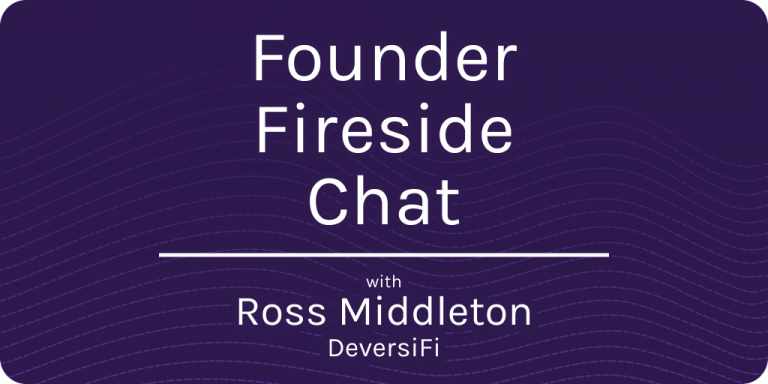 Founder
Fireside
Chat
with
Ross Middleton
DeversiFi